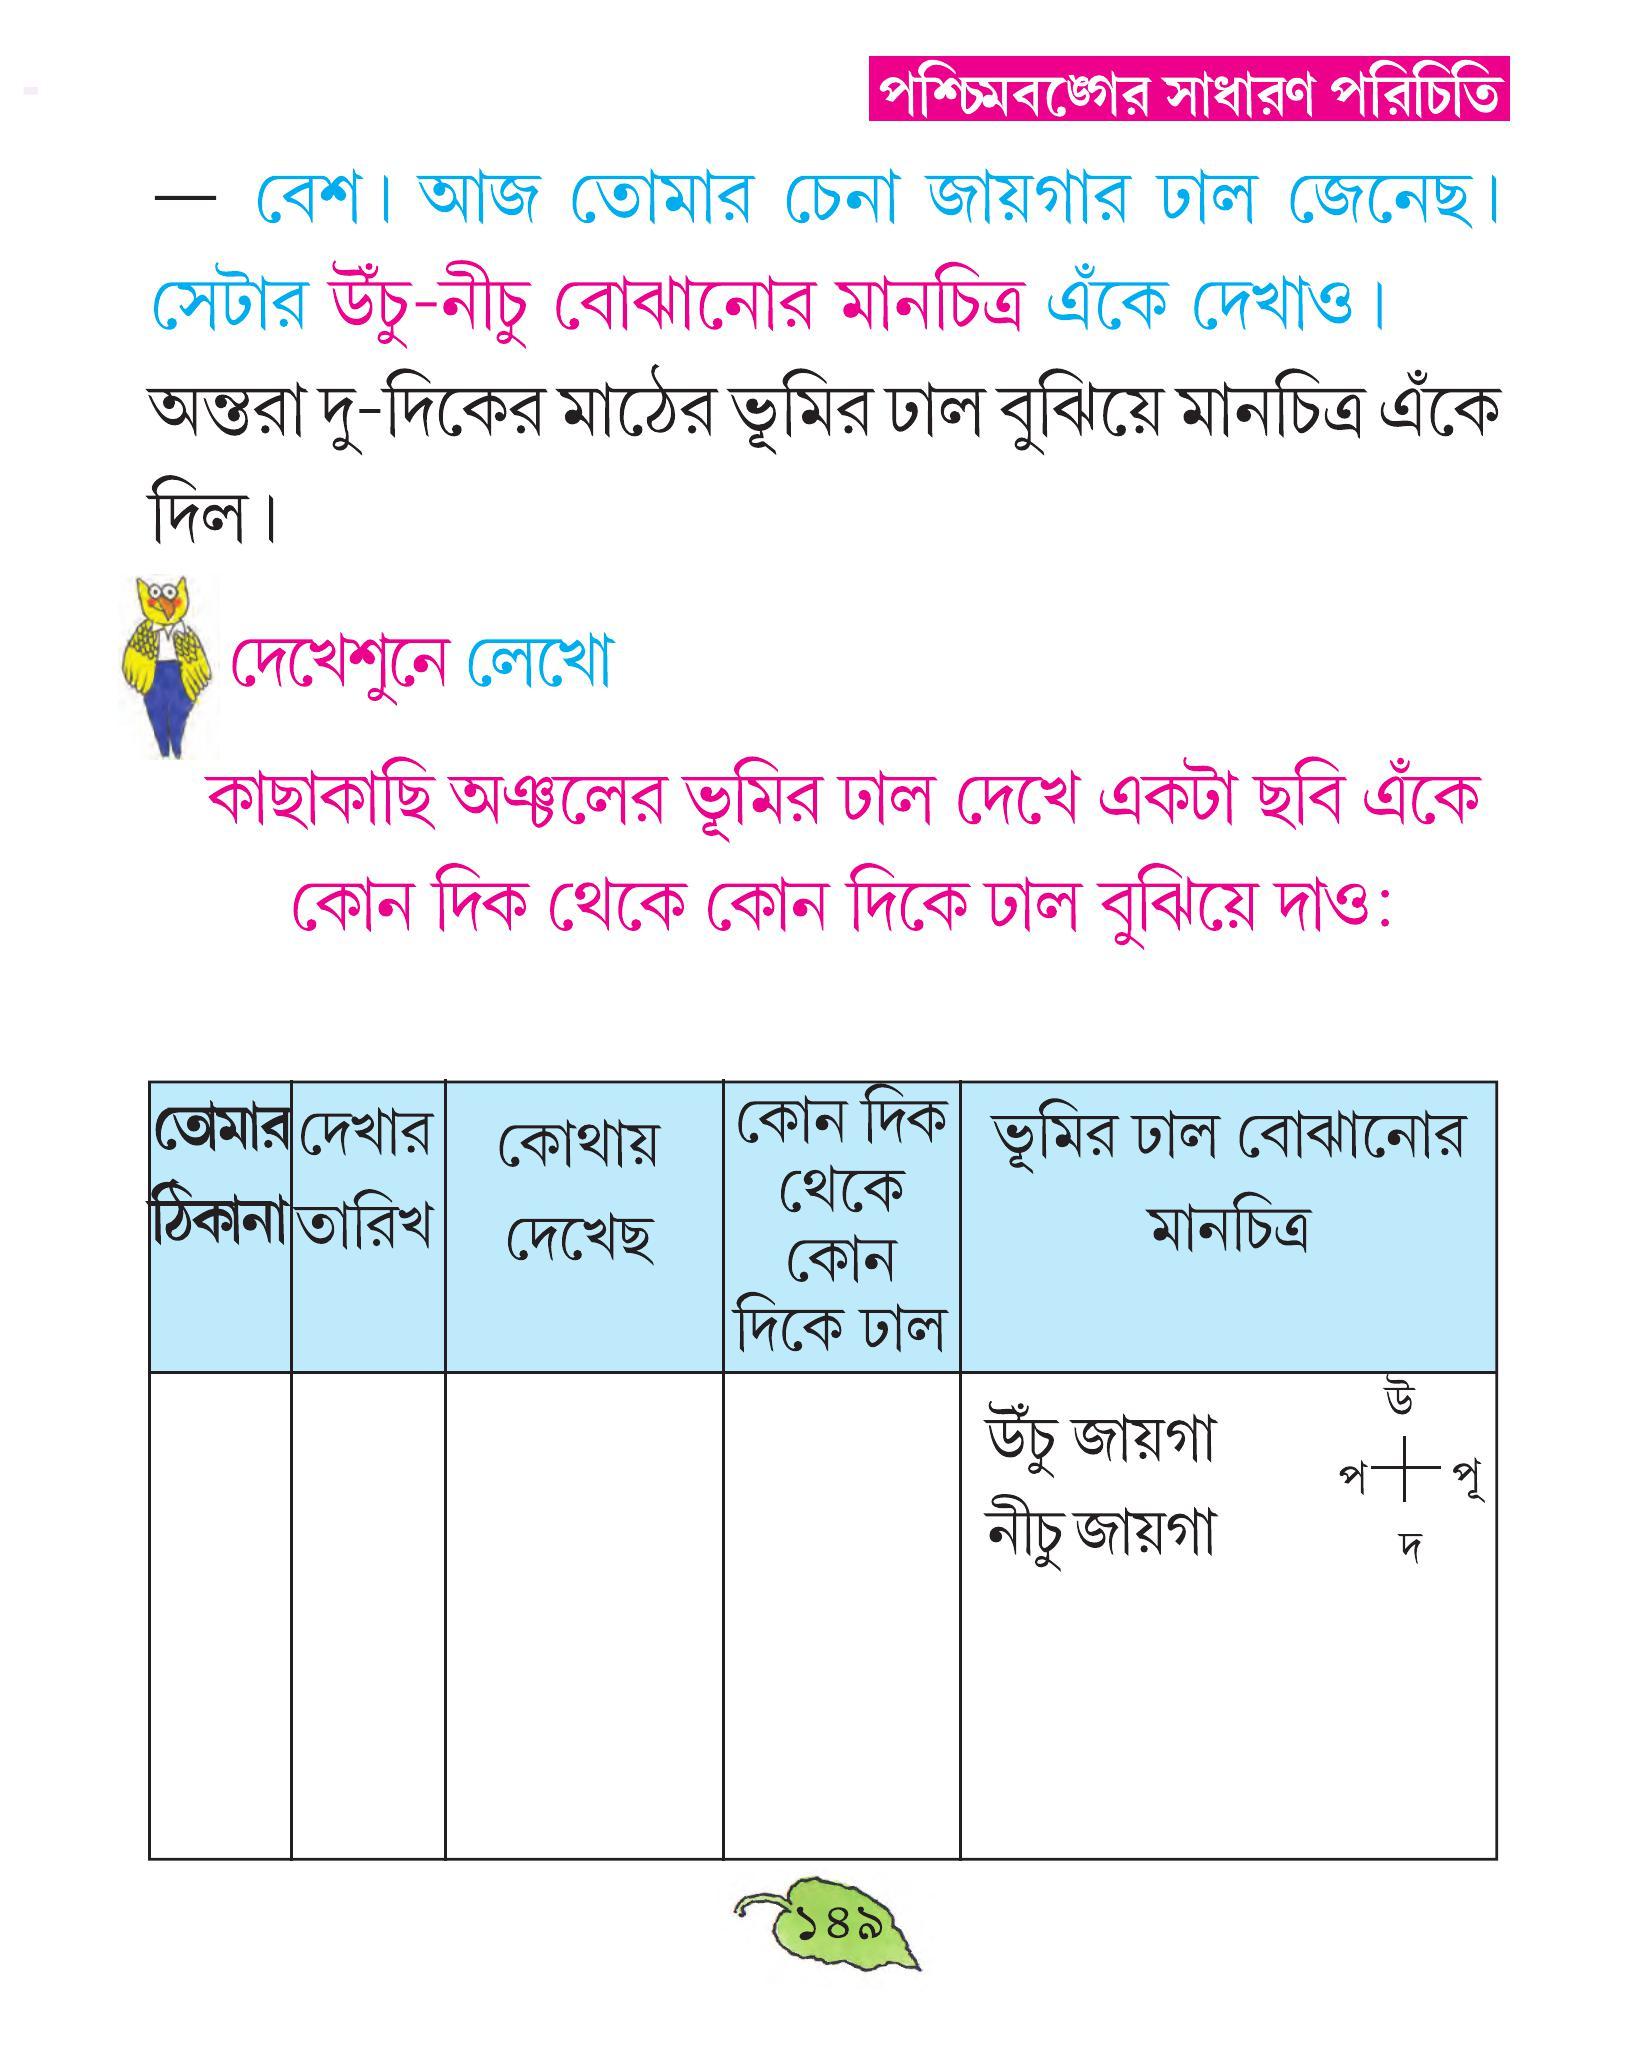 পশ্চিমবঙ্গের সাধারণ পরিচিতি
— বেশ। আজ তোমার চেনা জায়গার ঢাল জেনেছ।
সেটার উঁচু-নীচু বোঝানোর মানচিত্র এঁকে দেখাও।
অন্তরা দু-দিকের মাঠের ভূমির ঢাল বুঝিয়ে মানচিত্র এঁকে
দিল।
দেখেশুনে লেখো
কাছাকাছি অঞ্চলের ভূমির ঢাল দেখে একটা ছবি এঁকে
কোন দিক থেকে কোন দিকে ঢাল বুঝিয়ে দাও:
তোমার
ঠিকানা
দেখার
তারিখ
কোথায়
দেখেছ
কোন দিক
থেকে
কোন
দিকে ঢাল
ভূমির ঢাল বোঝানোর
মানচিত্র
উঁচু জায়গা
নীচু জায়গা
উ
প পূ
দ
১৪৯